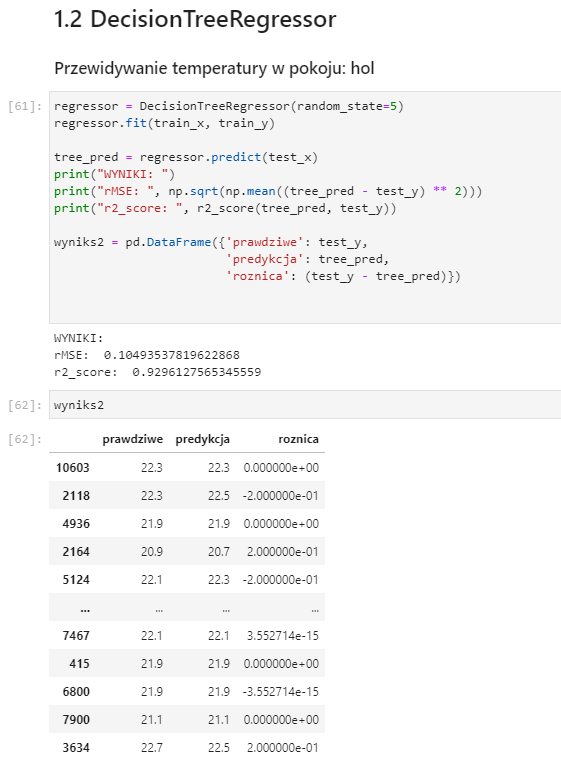 1.2 DecisionTreeRegressor
Przewidywanie temperatury w pokoju: hol
[61]: regressor = DecisionTreeRegressor(random_state=5)
regressor.fit(train_x, train_y)
tree_pred = regressor.predict(test_x)
print("WYNIKI: ")
print("rMSE: ", np.sqrt(np.mean((tree_pred - test_y) ** 2)))
print("r2_score: ", r2_score(tree_pred, test_y))
wyniks2 = pd.DataFrame({'prawdziwe': test_y,
'predykcja': tree_pred,
'roznica': (test_y - tree_pred)})
WYNIKI:
rMSE:  0.10493537819622868
r2_score:  0.9296127565345559
[62]: wyniks2
[62]: prawdziwe predykcja roznica
10603 22.3 22.3 0.000000e+00
2118 22.3 22.5 -2.000000e-01
4936 21.9 21.9 0.000000e+00
2164 20.9 20.7 2.000000e-01
5124 22.1 22.3 -2.000000e-01
... ... ... ...
7467 22.1 22.1 3.552714e-15
415 21.9 21.9 0.000000e+00
6800 21.9 21.9 -3.552714e-15
7900 21.1 21.1 0.000000e+00
3634 22.7 22.5 2.000000e-01